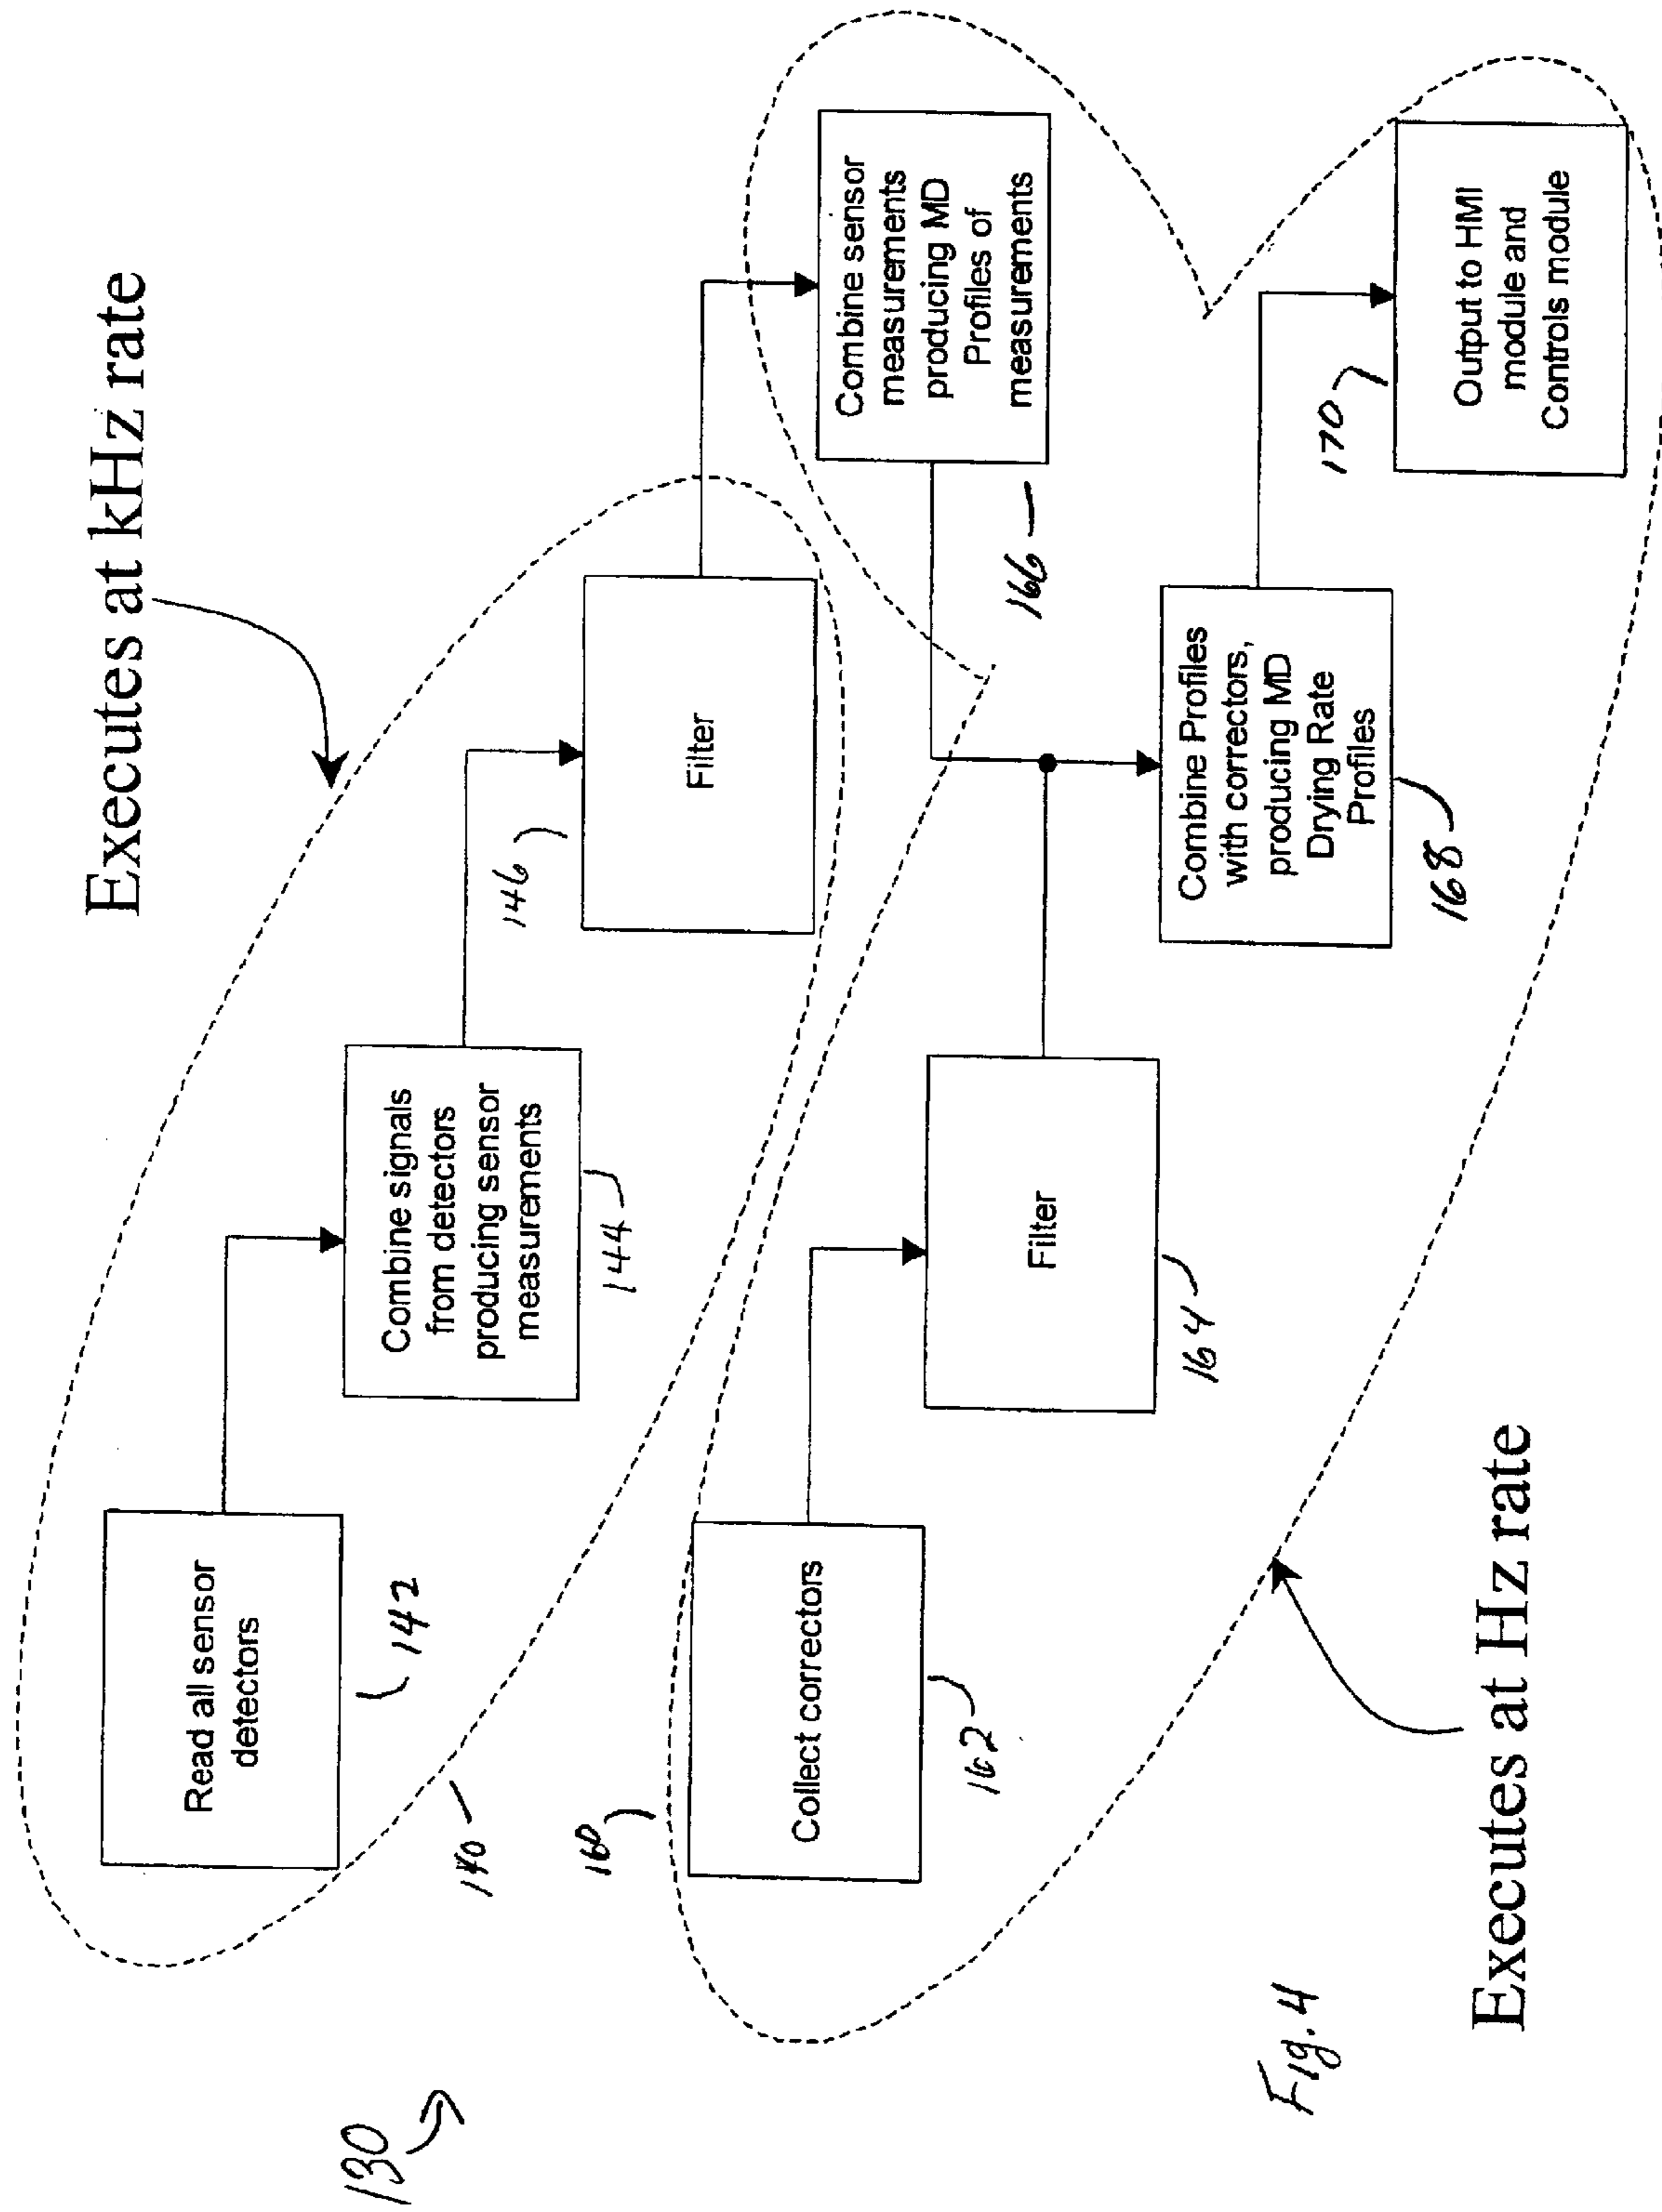 Executes at kHz rate
Read all sensor
detectors
142
Combine signals
from detectors
producing sensor
measurements
144
146
Filter
140
160
Combine sensor
measurements
producing MD
Profiles of
measurements
166
Collect correctors
162
Filter
164
Combine Profiles
with correctors,
producing MD
Drying Rate
Profiles
168
170
Output to HMI
module and
Controls module
130
Fig. 4
Executes at Hz rate